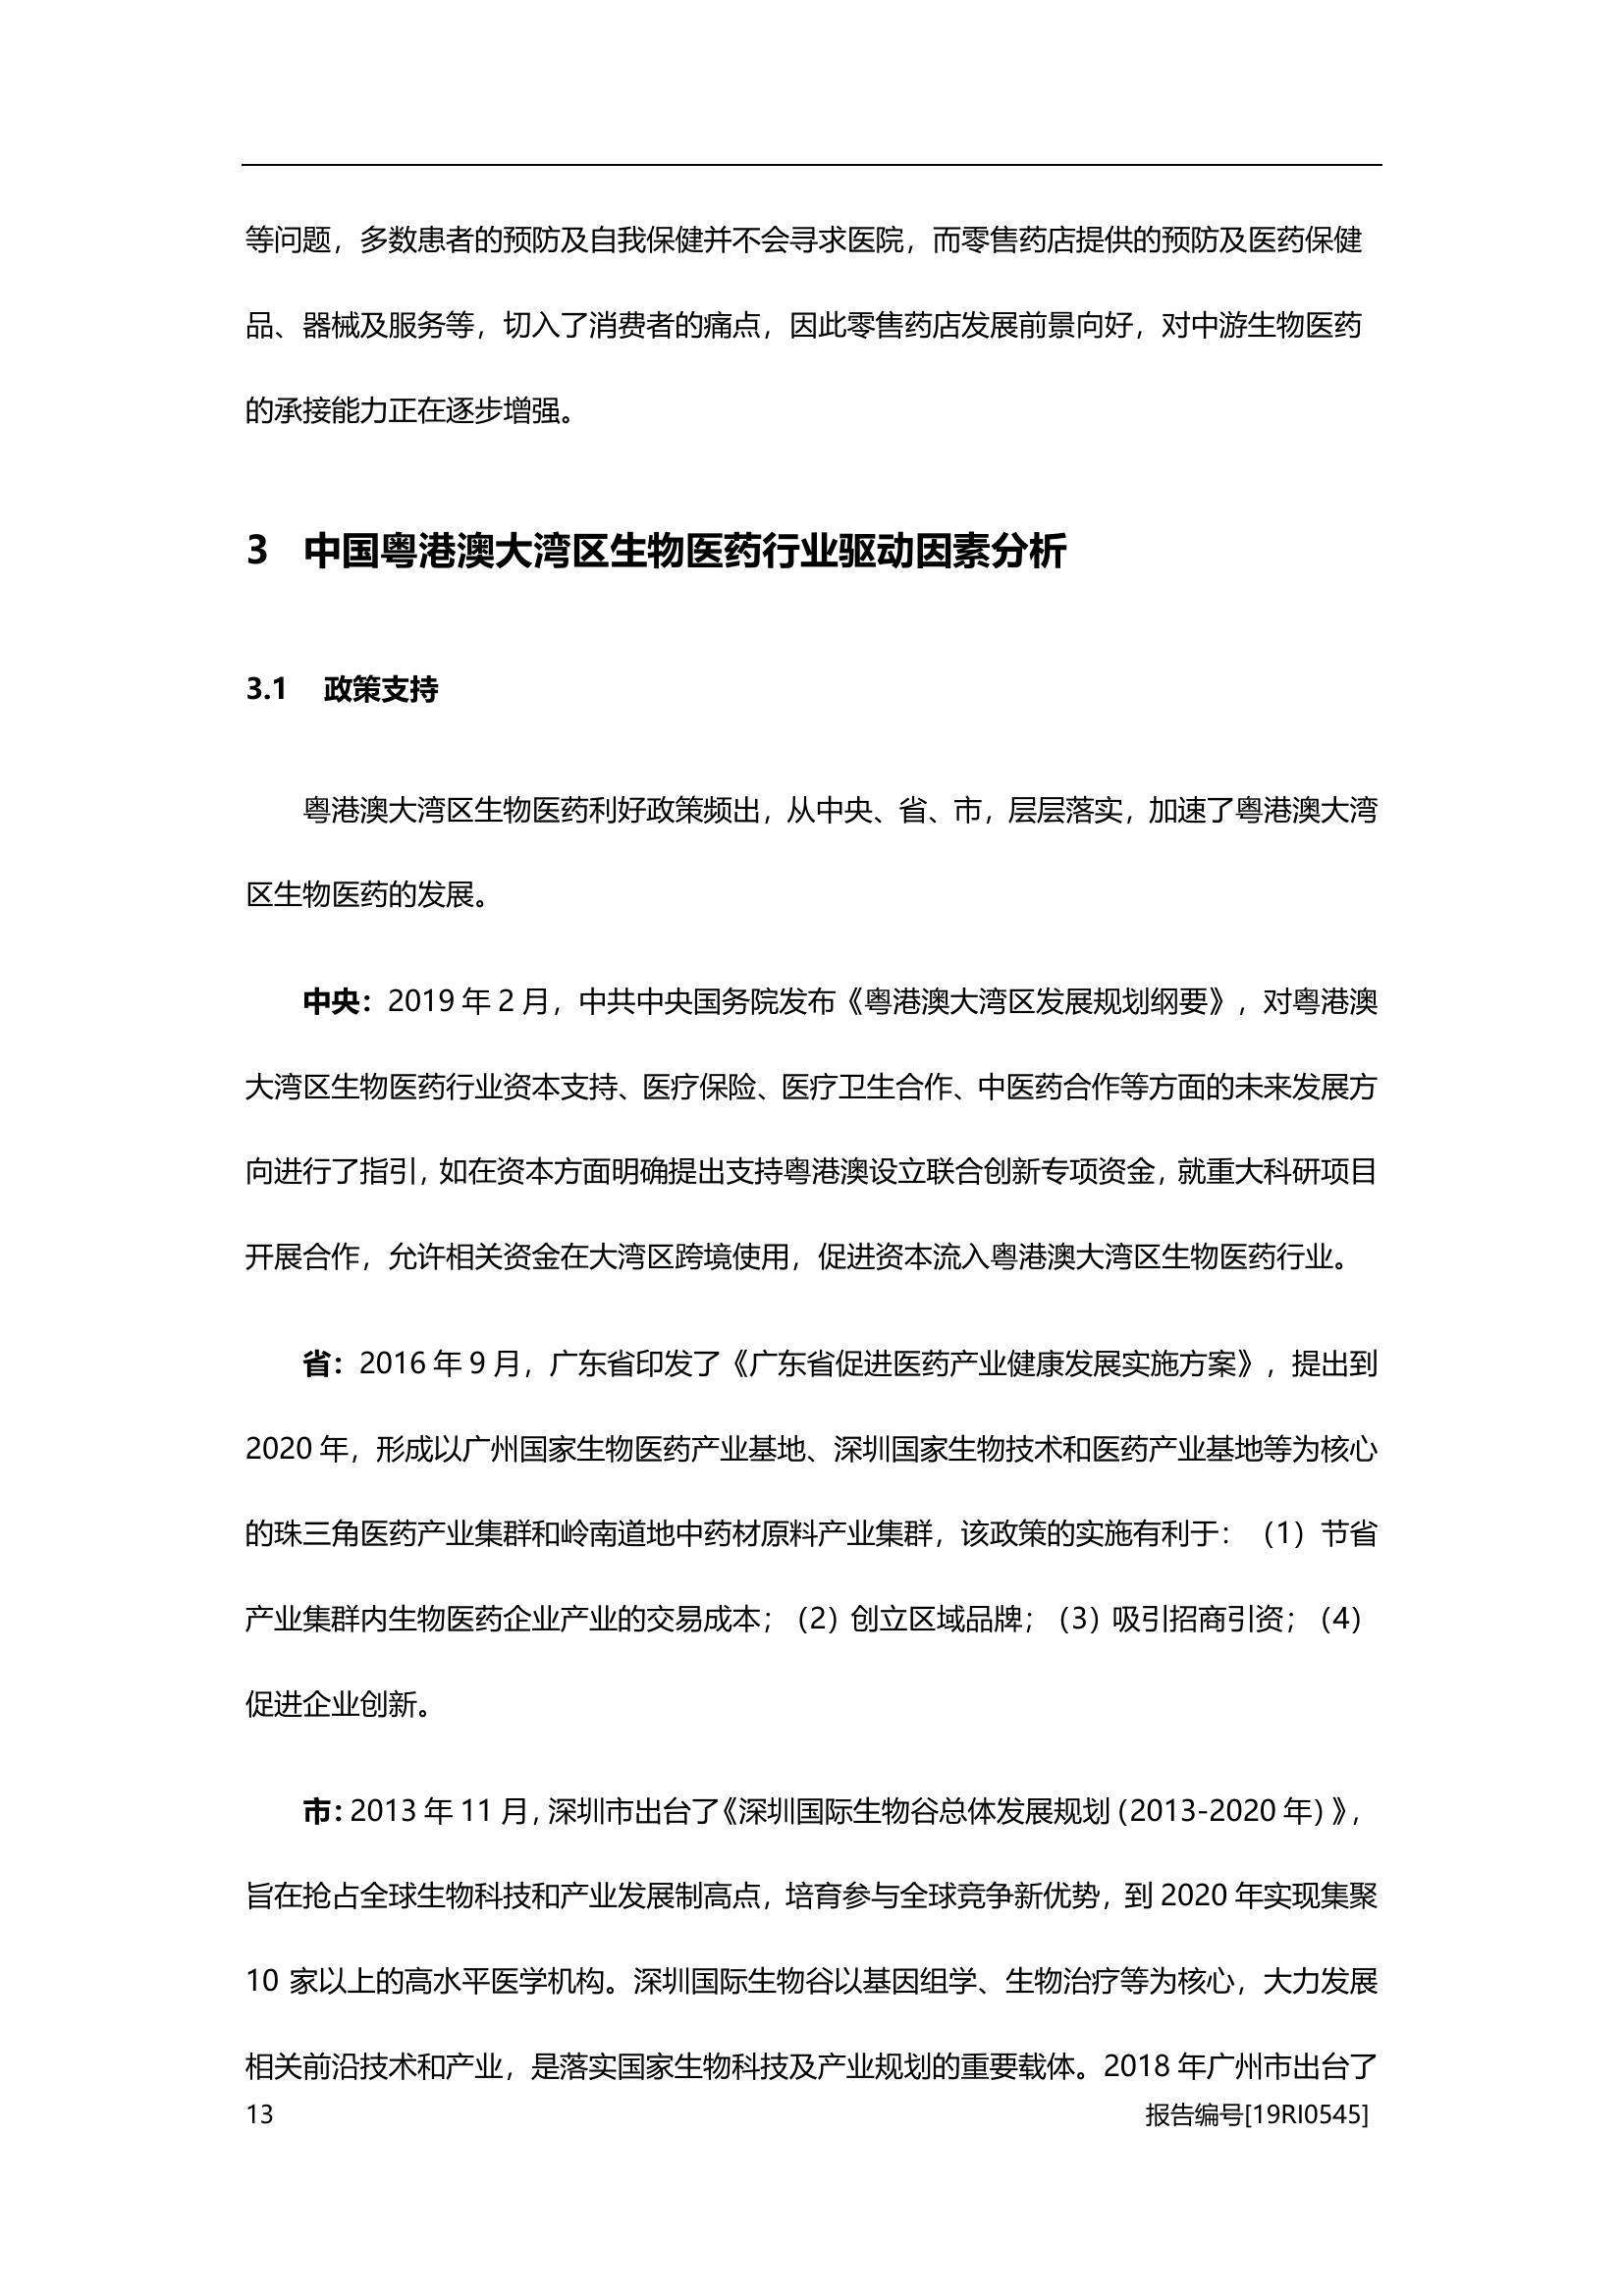 等问题，多数患者的预防及自我保健并不会寻求医院，而零售药店提供的预防及医药保健
品、器械及服务等，切入了消费者的痛点，因此零售药店发展前景向好，对中游生物医药
的承接能力正在逐步增强。
3 中国粤港澳大湾区生物医药行业驱动因素分析
3.1 政策支持
粤港澳大湾区生物医药利好政策频出，从中央、省、市，层层落实，加速了粤港澳大湾
区生物医药的发展。
中央：2019 年 2 月，中共中央国务院发布《粤港澳大湾区发展规划纲要》，对粤港澳
大湾区生物医药行业资本支持、医疗保险、医疗卫生合作、中医药合作等方面的未来发展方
向进行了指引，如在资本方面明确提出支持粤港澳设立联合创新专项资金，就重大科研项目
开展合作，允许相关资金在大湾区跨境使用，促进资本流入粤港澳大湾区生物医药行业。
省：2016 年 9 月，广东省印发了《广东省促进医药产业健康发展实施方案》，提出到
2020 年，形成以广州国家生物医药产业基地、深圳国家生物技术和医药产业基地等为核心
的珠三角医药产业集群和岭南道地中药材原料产业集群，该政策的实施有利于：（1）节省
产业集群内生物医药企业产业的交易成本；（2）创立区域品牌；（3）吸引招商引资；（4）
促进企业创新。
市：2013 年 11 月，深圳市出台了《深圳国际生物谷总体发展规划（2013-2020 年）》，
旨在抢占全球生物科技和产业发展制高点，培育参与全球竞争新优势，到 2020 年实现集聚
10 家以上的高水平医学机构。深圳国际生物谷以基因组学、生物治疗等为核心，大力发展
相关前沿技术和产业，是落实国家生物科技及产业规划的重要载体。2018 年广州市出台了
13 报告编号[19RI0545]